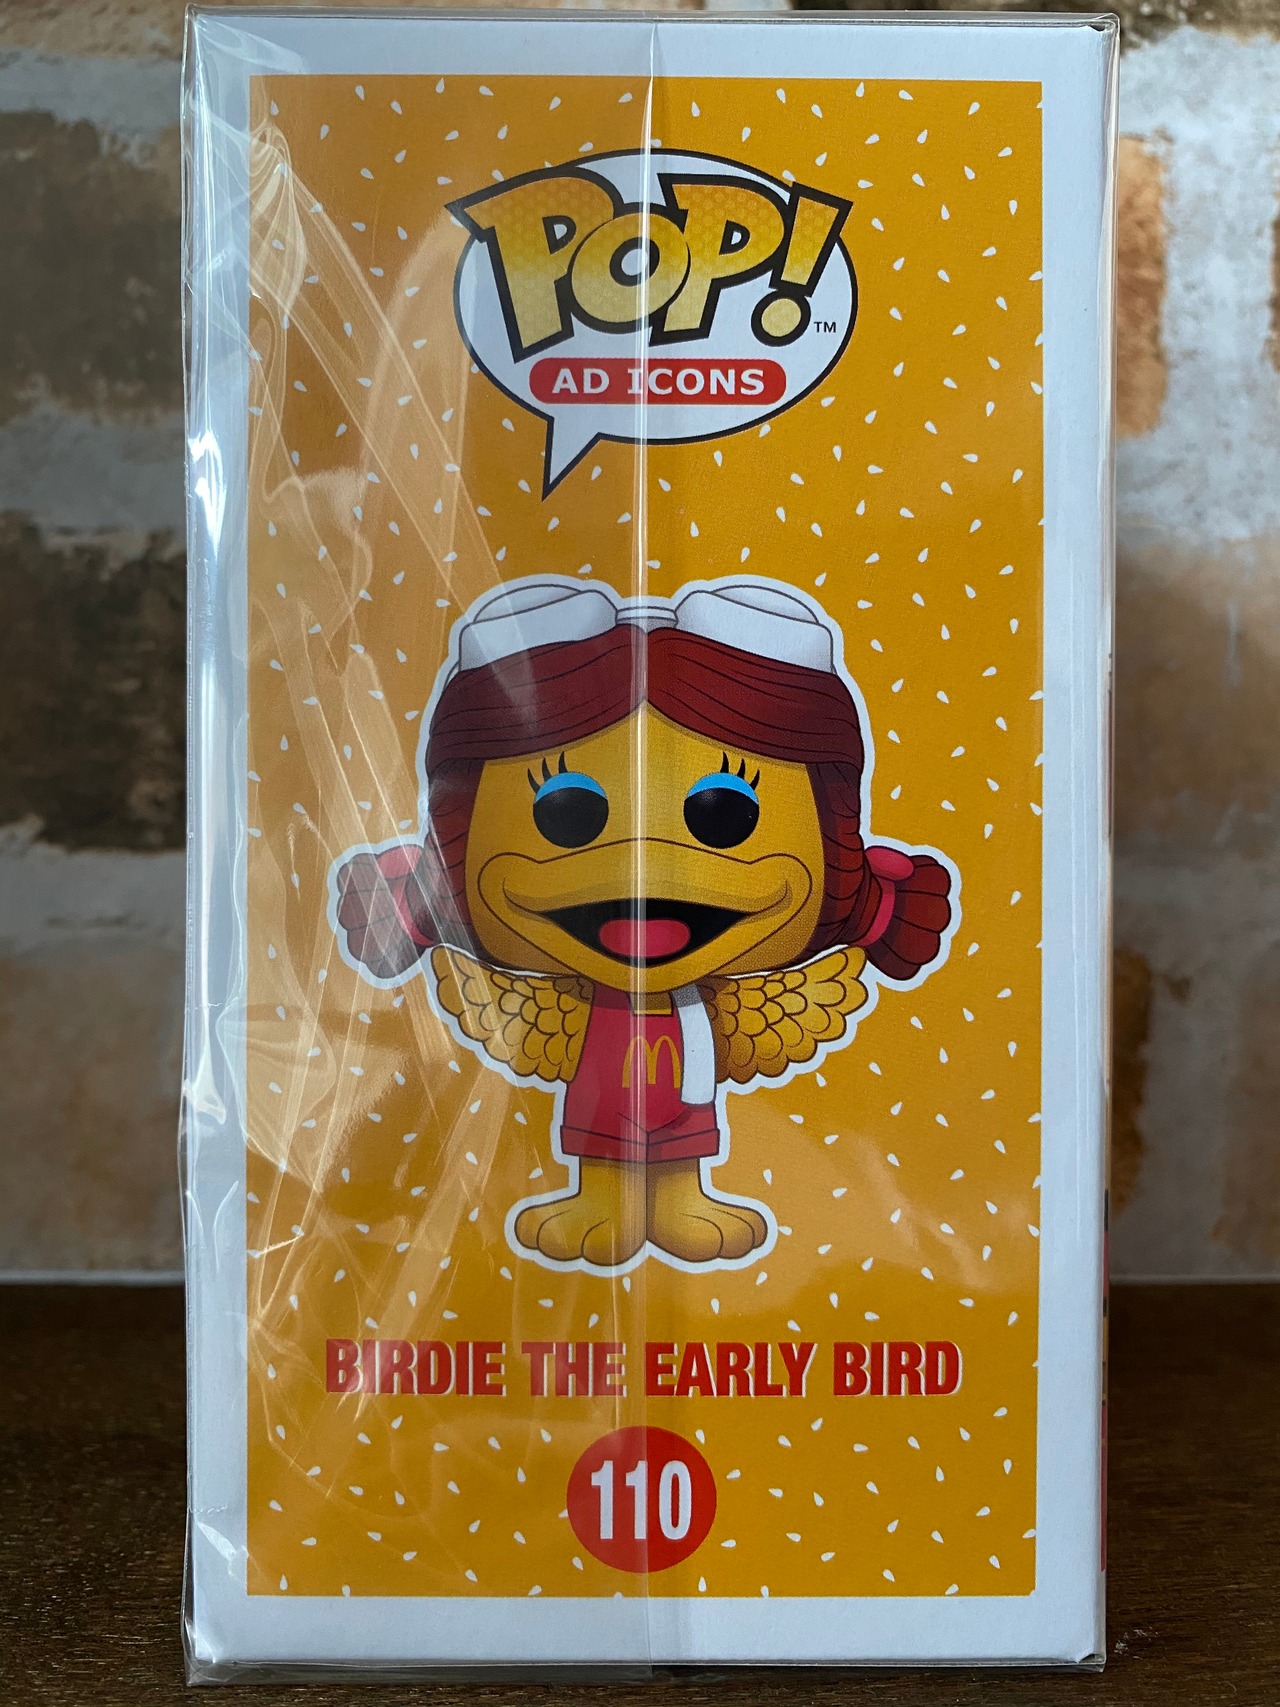 POP!™
AD ICONS
M
BIRDIE THE EARLY BIRD
110